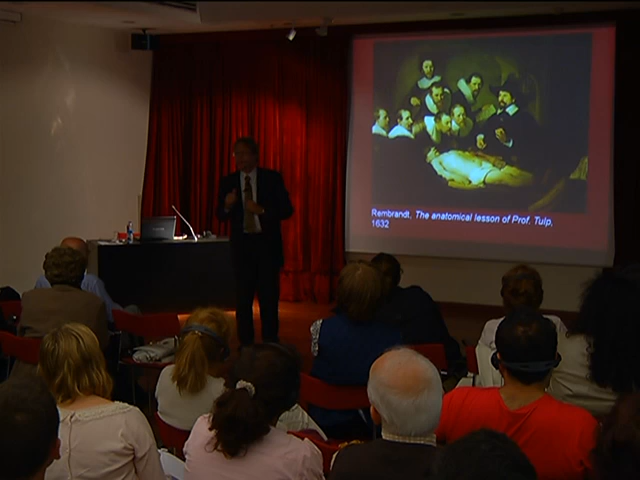 Rembrandt, The anatomical lesson of Prof. Tulp,
1632